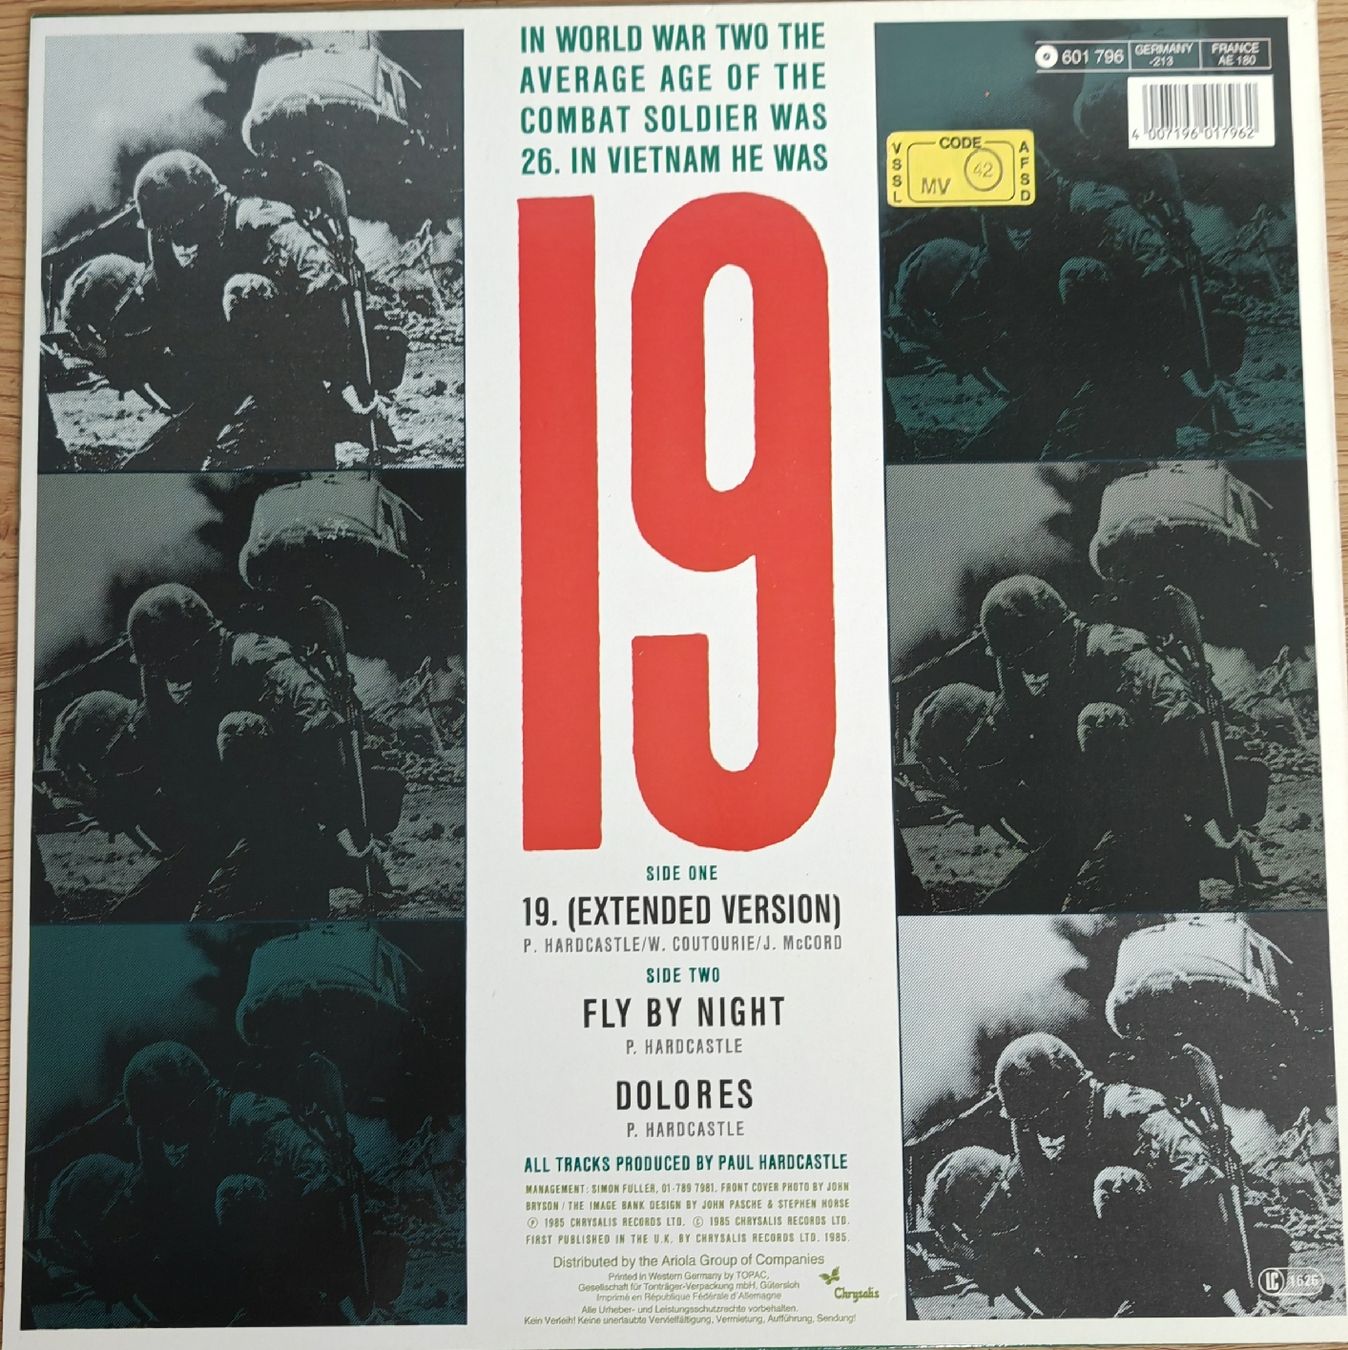 IN WORLD WAR TWO THE
AVERAGE AGE OF THE
COMBAT SOLDIER WAS
26. IN VIETNAM HE WAS
19
601 796
GERMANY
-213
FRANCE
AE 180
4 007196 017962
VSSL
CODE
MV
42
AFSD
SIDE ONE
19. (EXTENDED VERSION)
P. HARDCASTLE/W. COUTOURIE/J. McCORD
SIDE TWO
FLY BY NIGHT
P. HARDCASTLE
DOLORES
P. HARDCASTLE
ALL TRACKS PRODUCED BY PAUL HARDCASTLE
MANAGEMENT: SIMON FULLER, 01-789 7981. FRONT COVER PHOTO BY JOHN
BRYSON / THE IMAGE BANK DESIGN BY JOHN PASCHE & STEPHEN HORSE
Ⓟ 1985 CHRYSALIS RECORDS LTD. © 1985 CHRYSALIS RECORDS LTD.
FIRST PUBLISHED IN THE U.K. BY CHRYSALIS RECORDS LTD. 1985.
Distributed by the Ariola Group of Companies
Printed in Western Germany by TOPAC,
Gesellschaft für Tonträger-Verpackung mbH, Gütersloh
Imprimé en République Fédérale d'Allemagne
Alle Urheber- und Leistungsschutzrechte vorbehalten.
Kein Verleih! Keine unerlaubte Vervielfältigung, Vermietung, Aufführung, Sendung!
Chrysalis
LC 1626